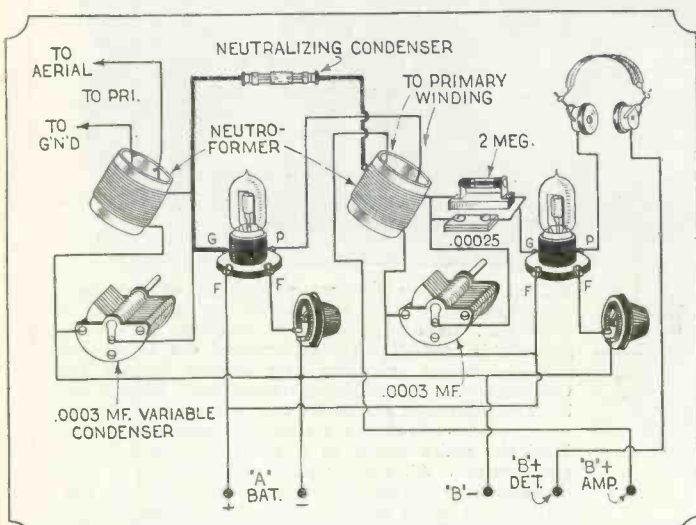 NEUTRALIZING CONDENSER
TO
AERIAL
TO PRI.
TO
G'N'D
NEUTRO-
FORMER
TO PRIMARY
WINDING
2 MEG.
.00025
G
P
F
F
G
P
F
F
.0003 MF. VARIABLE
CONDENSER
.0003 MF.
"A"
BAT.
+
-
"B"-
"B"+
DET.
"B"+
AMP.